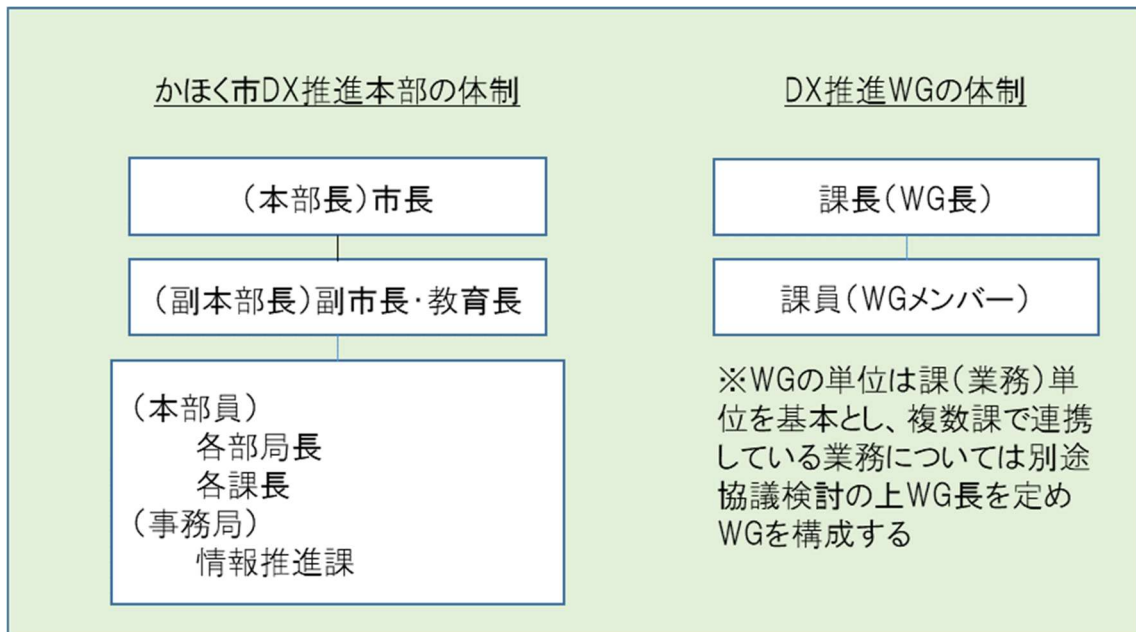 かほく市DX推進本部の体制
(本部長)市長
(副本部長)副市長・教育長
(本部員)
各部局長
各課長
(事務局)
情報推進課
DX推進WGの体制
課長(WG長)
課員(WGメンバー)
※WGの単位は課(業務)単
位を基本とし、複数課で連携
している業務については別途
協議検討の上WG長を定め
WGを構成する